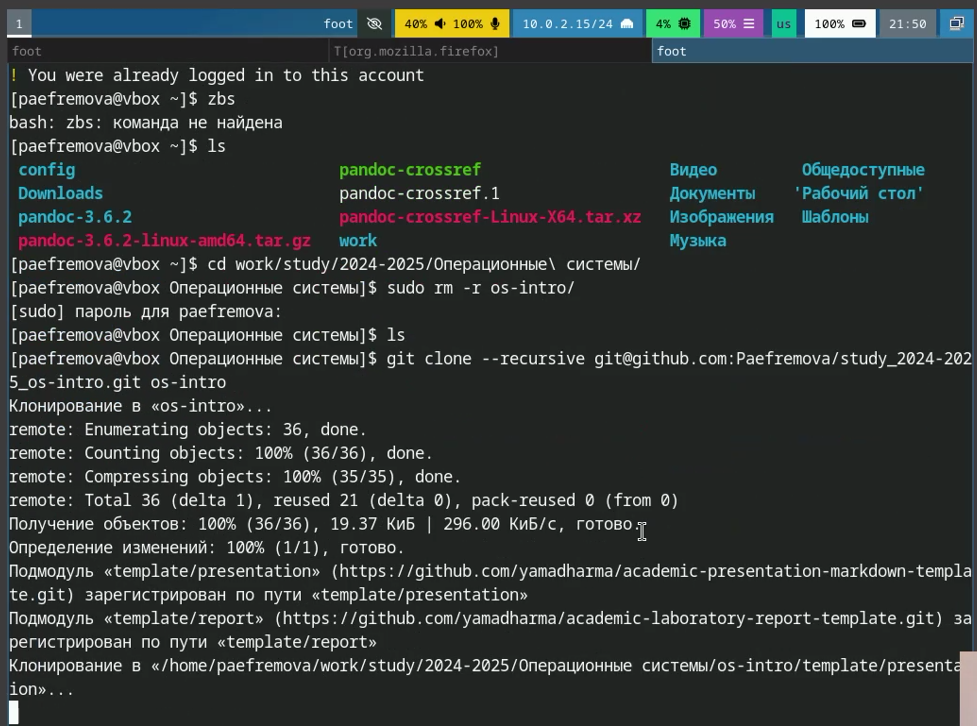 1 foot 40% 100% 10.0.2.15/24 4% 50% us 100% 21:50
foot T[org.mozilla.firefox] foot
! You were already logged in to this account
[paefremova@vbox ~]$ zbs
bash: zbs: команда не найдена
[paefremova@vbox ~]$ ls
config pandoc-crossref Видео Общедоступные
Downloads pandoc-crossref.1 Документы 'Рабочий стол'
pandoc-3.6.2 pandoc-crossref-Linux-X64.tar.xz Изображения Шаблоны
pandoc-3.6.2-linux-amd64.tar.gz work Музыка
[paefremova@vbox ~]$ cd work/study/2024-2025/Операционные\ системы/
[paefremova@vbox Операционные системы]$ sudo rm -r os-intro/
[sudo] пароль для paefremova:
[paefremova@vbox Операционные системы]$ ls
[paefremova@vbox Операционные системы]$ git clone --recursive git@github.com:Paefremova/study_2024-202
5_os-intro.git os-intro
Клонирование в «os-intro»...
remote: Enumerating objects: 36, done.
remote: Counting objects: 100% (36/36), done.
remote: Compressing objects: 100% (35/35), done.
remote: Total 36 (delta 1), reused 21 (delta 0), pack-reused 0 (from 0)
Получение объектов: 100% (36/36), 19.37 КиБ | 296.00 КиБ/с, готово.
Определение изменений: 100% (1/1), готово.
Подмодуль «template/presentation» (https://github.com/yamadharma/academic-presentation-markdown-templa
te.git) зарегистрирован по пути «template/presentation»
Подмодуль «template/report» (https://github.com/yamadharma/academic-laboratory-report-template.git) за
регистрирован по пути «template/report»
Клонирование в «/home/paefremova/work/study/2024-2025/Операционные системы/os-intro/template/presenta
ion»...